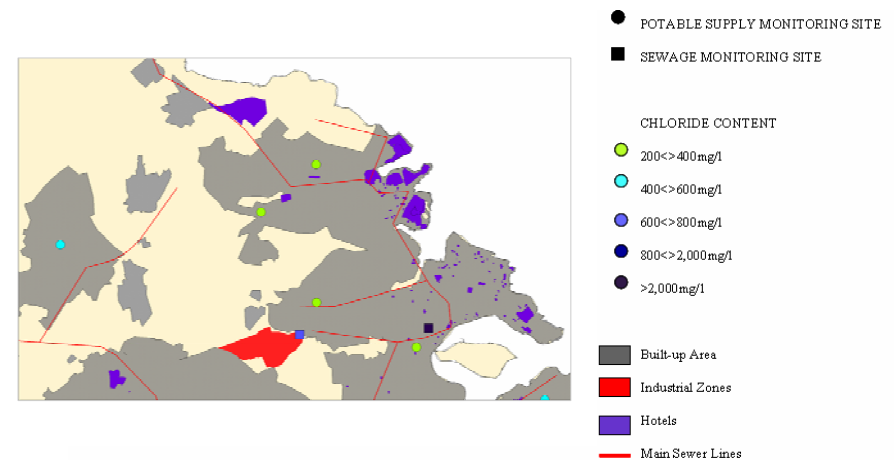 POTABLE SUPPLY MONITORING SITE
SEWAGE MONITORING SITE
CHLORIDE CONTENT
200<>400mg/l
400<>600mg/l
600<>800mg/l
800<>2,000mg/l
>2,000mg/l
Built-up Area
Industrial Zones
Hotels
Main Sewer Lines